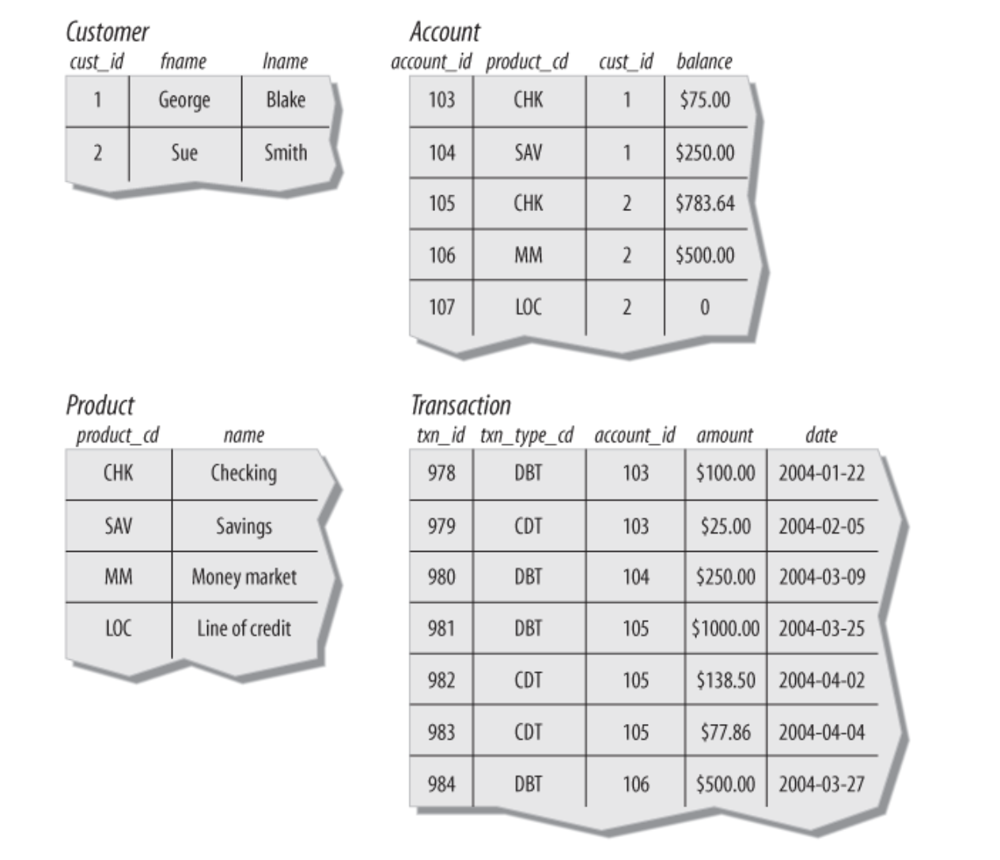 Customer
cust_id fname lname
1 George Blake
2 Sue Smith
Account
account_id product_cd cust_id balance
103 CHK 1 $75.00
104 SAV 1 $250.00
105 CHK 2 $783.64
106 MM 2 $500.00
107 LOC 2 0
Product
product_cd name
CHK Checking
SAV Savings
MM Money market
LOC Line of credit
Transaction
txn_id txn_type_cd account_id amount date
978 DBT 103 $100.00 2004-01-22
979 CDT 103 $25.00 2004-02-05
980 DBT 104 $250.00 2004-03-09
981 DBT 105 $1000.00 2004-03-25
982 CDT 105 $138.50 2004-04-02
983 CDT 105 $77.86 2004-04-04
984 DBT 106 $500.00 2004-03-27